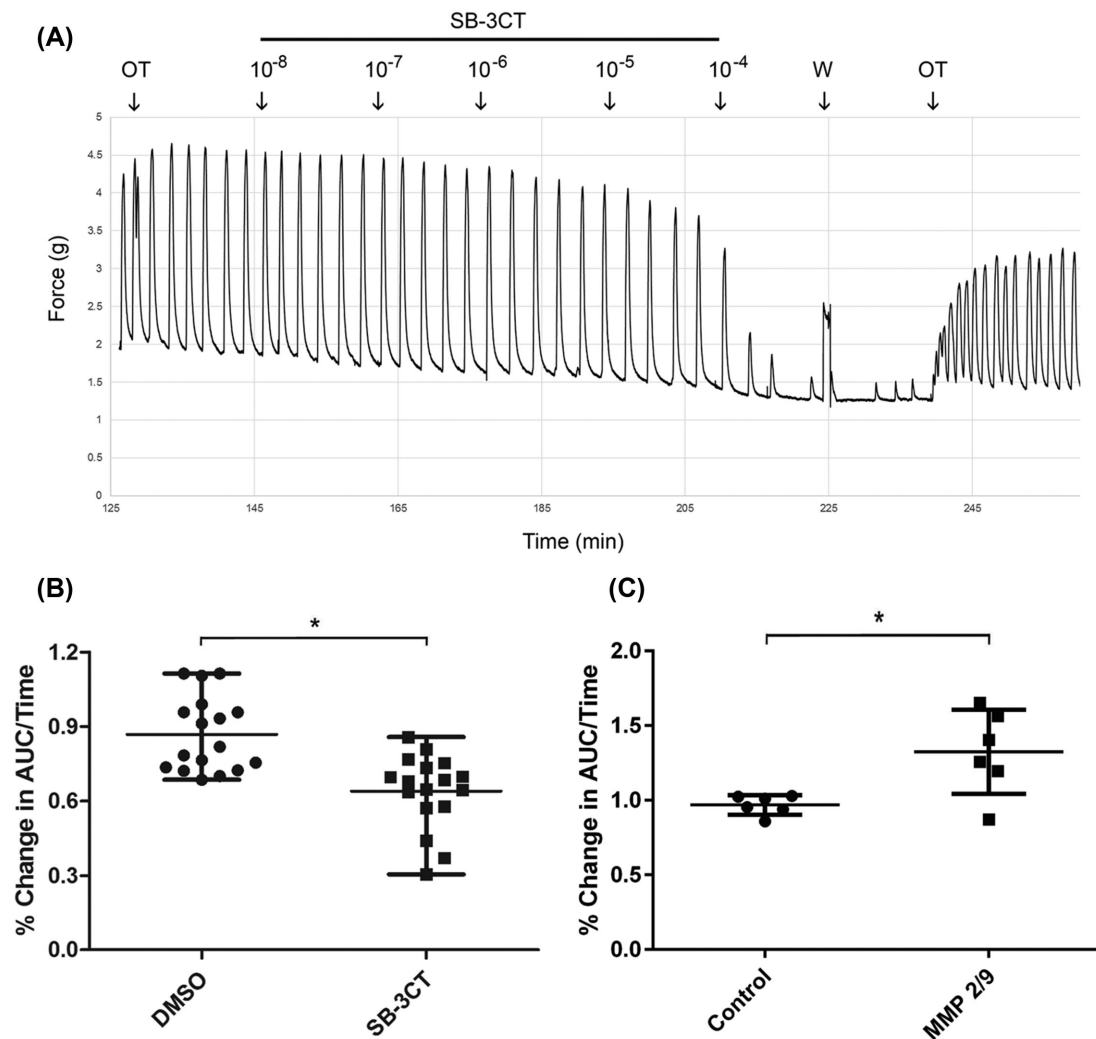 (A)
SB-3CT
OT 10-8 10-7 10-6 10-5 10-4 W OT
↓ ↓ ↓ ↓ ↓ ↓ ↓ ↓
5
4.5
4
3.5
3
2.5
2
1.5
1
0.5
0
Force (g)
125 145 165 185 205 225 245
Time (min)
(B)
*
1.2
0.9
0.6
0.3
0.0
% Change in AUC/Time
DMSO
SB-3CT
(C)
*
2.0
1.5
1.0
0.5
0.0
% Change in AUC/Time
Control
MMP 2/9